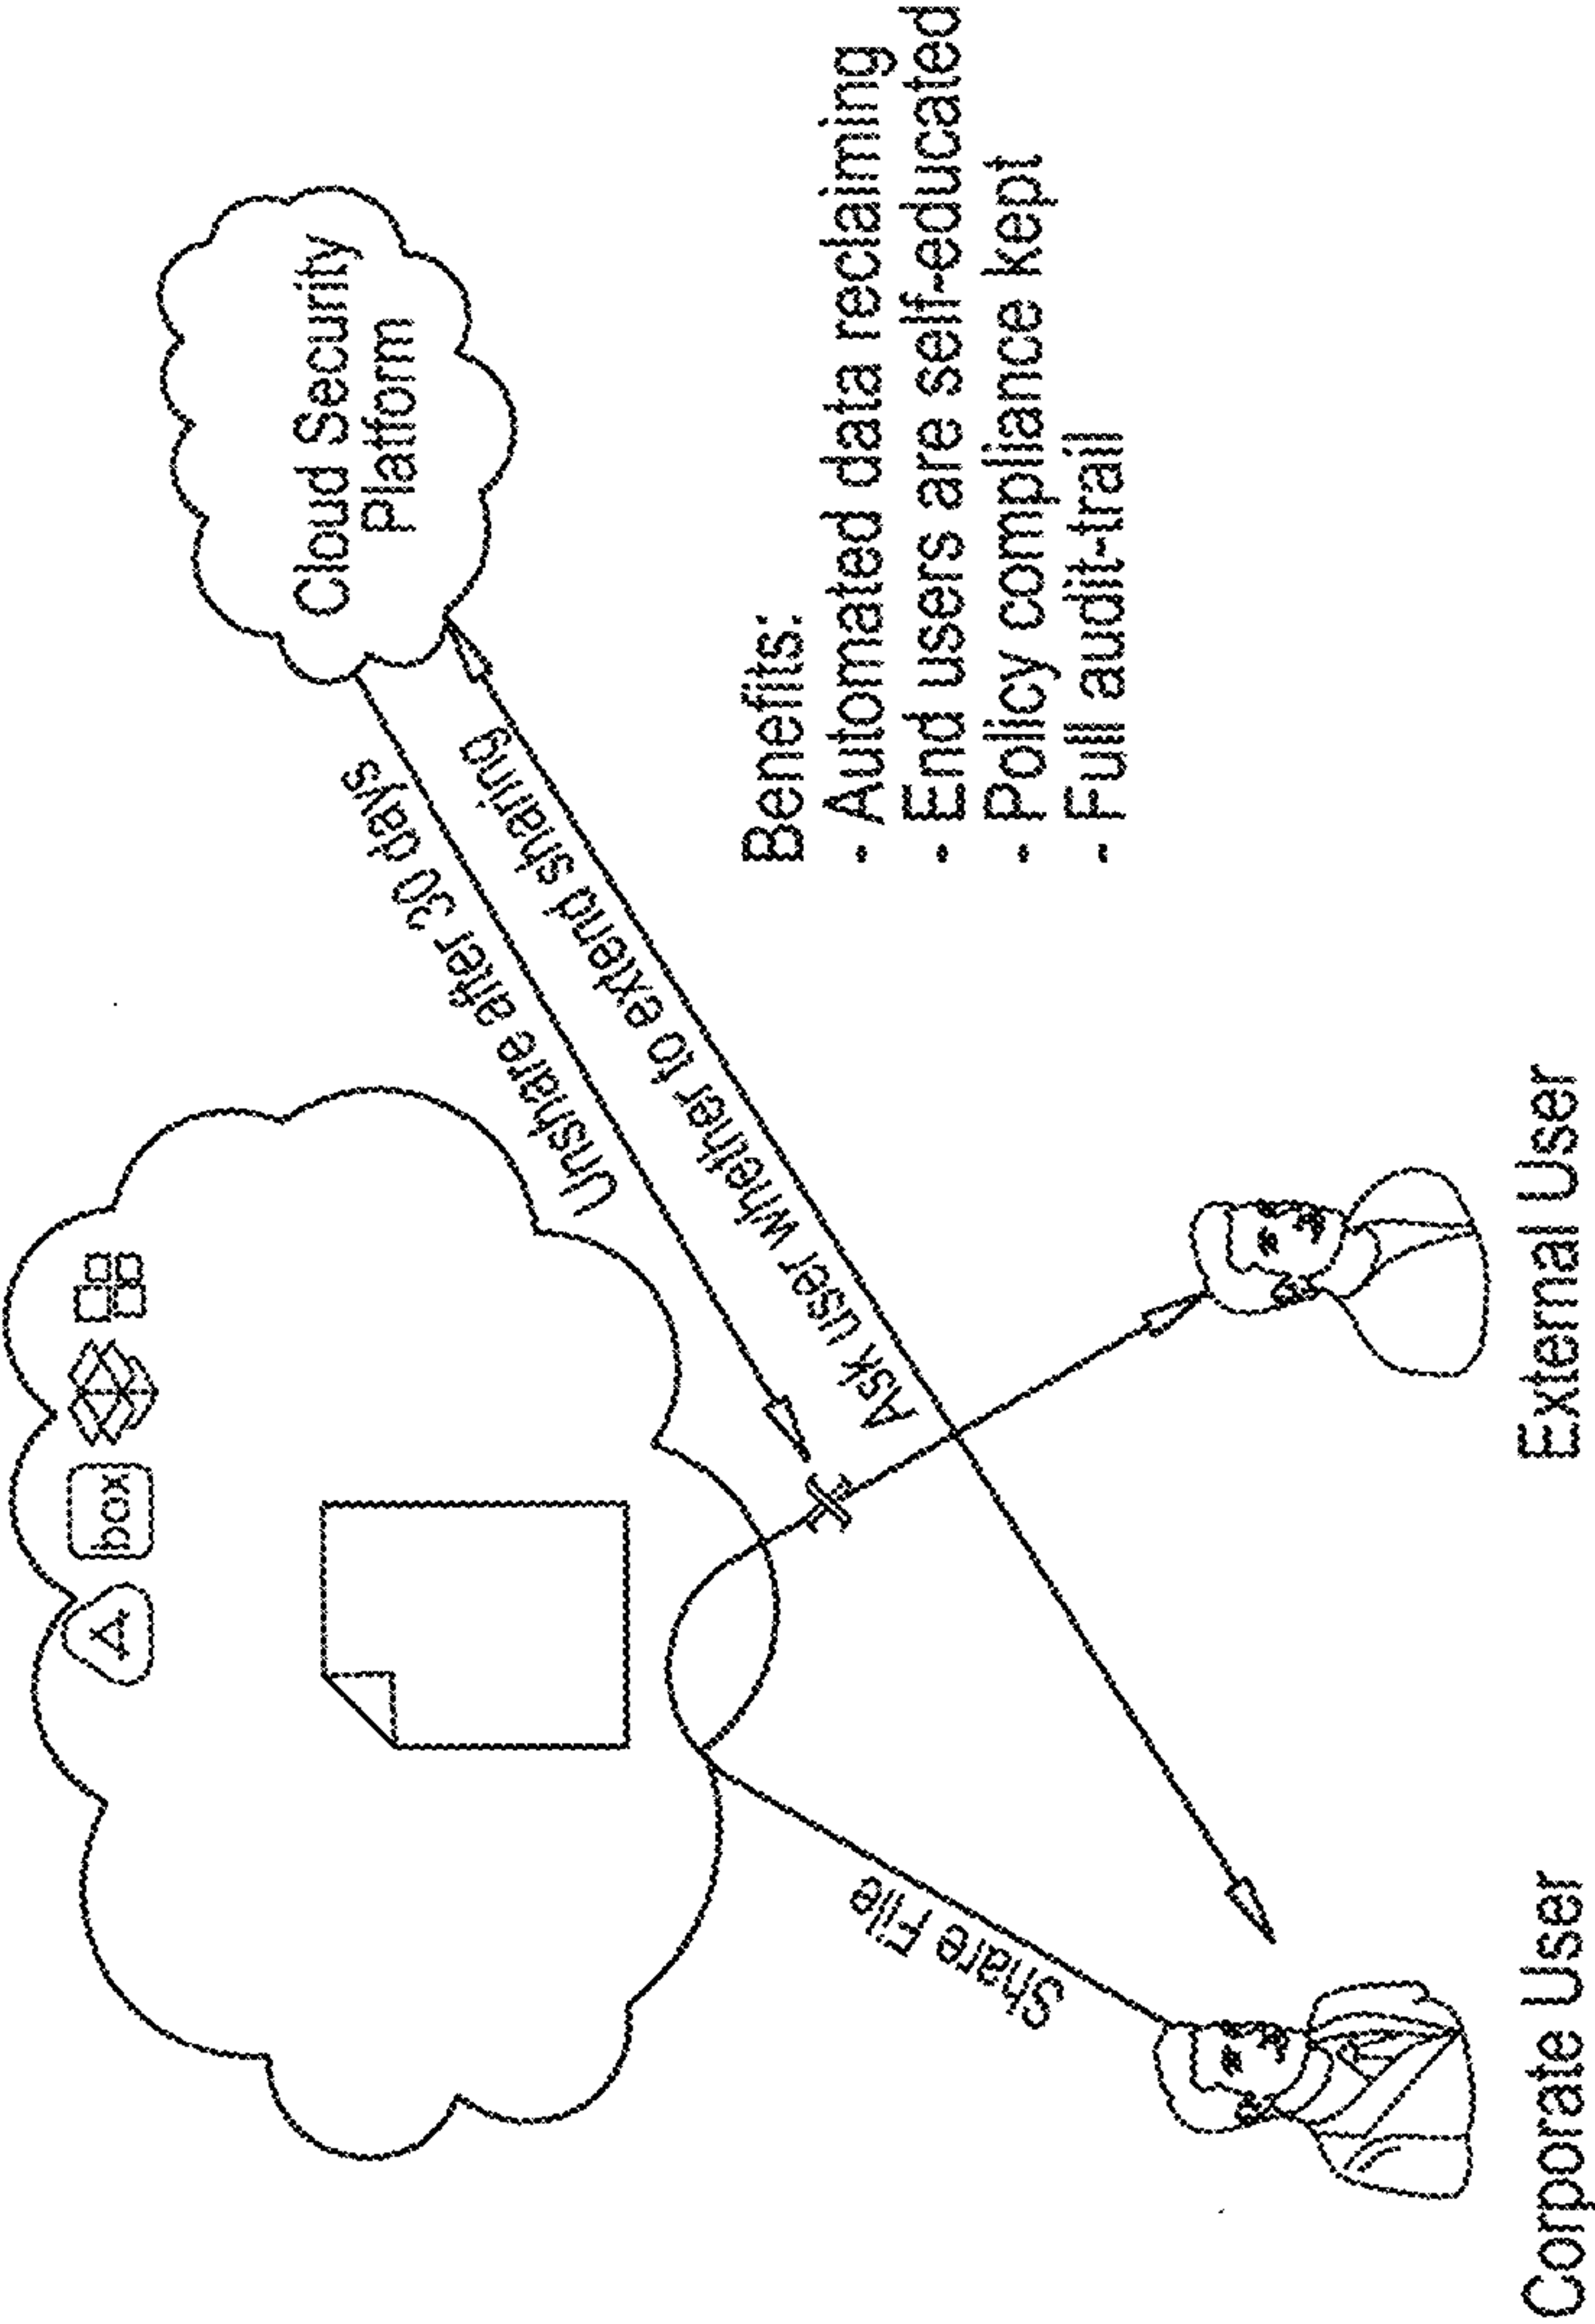 box
Cloud Security
Platform
Unshare after 30 days
Ask user whether to extend sharing
Share File
Benefits:
- Automated data reclaiming
- End users are self-educated
- Policy compliance kept
- Full audit-trail
Corporate User
External User